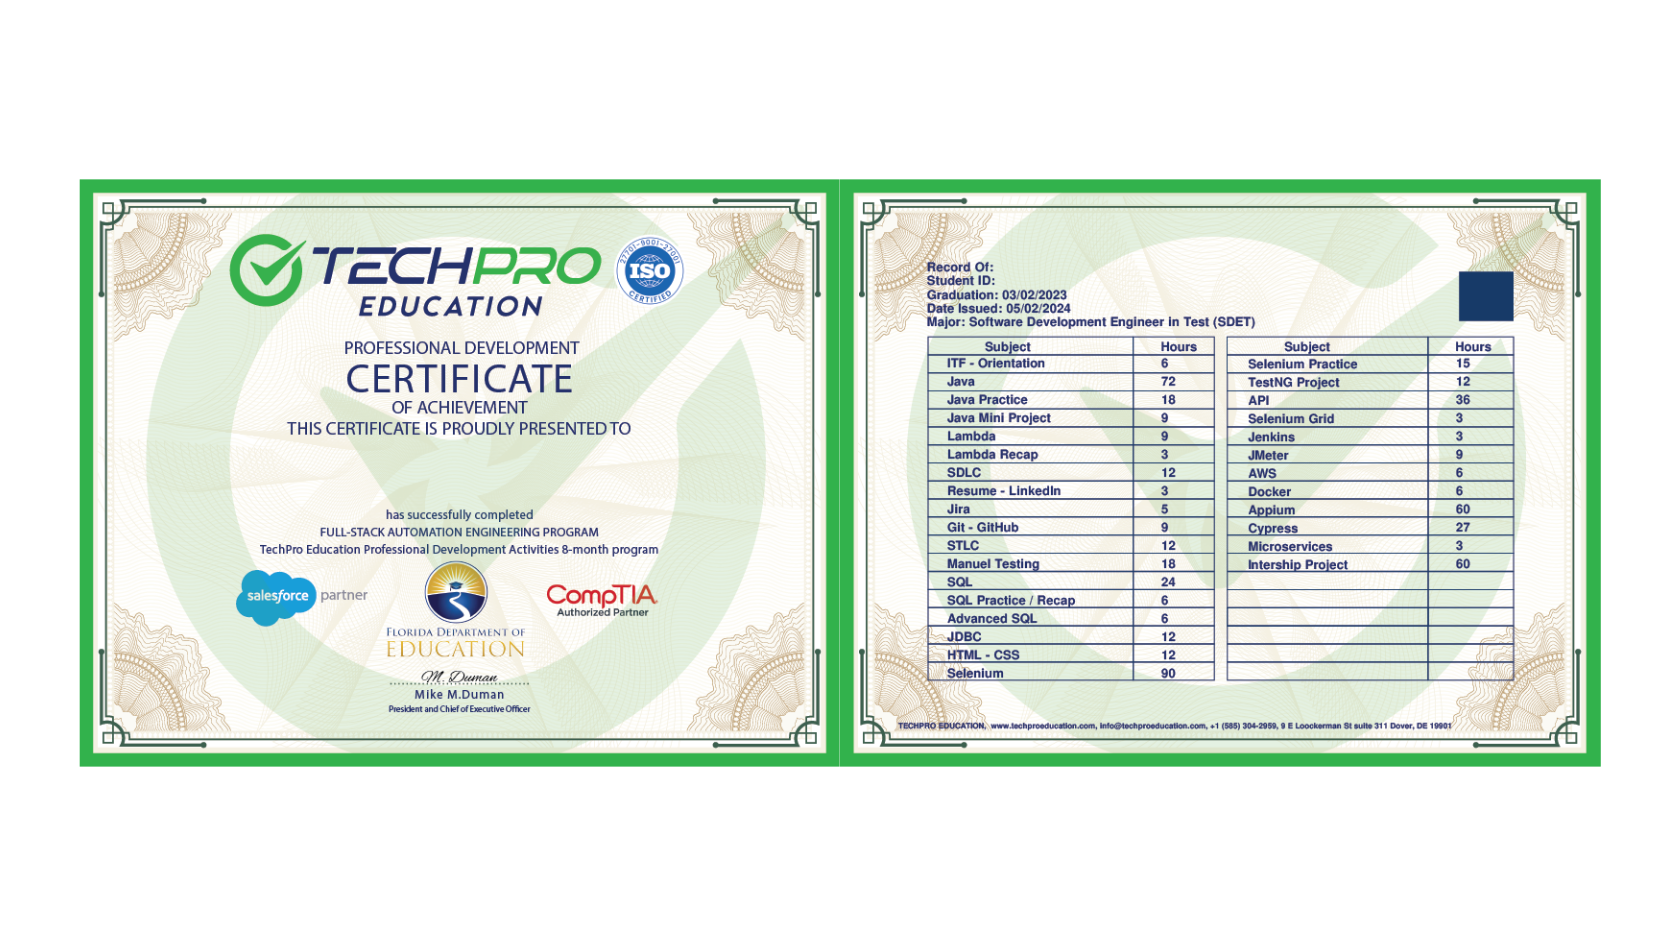 TECHPRO
EDUCATION
27701-9001-27001
ISO
CERTIFIED
PROFESSIONAL DEVELOPMENT
CERTIFICATE
OF ACHIEVEMENT
THIS CERTIFICATE IS PROUDLY PRESENTED TO
has successfully completed
FULL-STACK AUTOMATION ENGINEERING PROGRAM
TechPro Education Professional Development Activities 8-month program
salesforce partner
CompTIA
Authorized Partner
FLORIDA DEPARTMENT OF
EDUCATION
M. Duman
Mike M.Duman
President and Chief of Executive Officer
Record Of:
Student ID:
Graduation: 03/02/2023
Date Issued: 05/02/2024
Major: Software Development Engineer in Test (SDET)
Subject Hours
ITF - Orientation 6
Java 72
Java Practice 18
Java Mini Project 9
Lambda 9
Lambda Recap 3
SDLC 12
Resume - LinkedIn 3
Jira 5
Git - GitHub 9
STLC 12
Manuel Testing 18
SQL 24
SQL Practice / Recap 6
Advanced SQL 6
JDBC 12
HTML - CSS 12
Selenium 90
Subject Hours
Selenium Practice 15
TestNG Project 12
API 36
Selenium Grid 3
Jenkins 3
JMeter 9
AWS 6
Docker 6
Appium 60
Cypress 27
Microservices 3
Intership Project 60
TECHPRO EDUCATION, www.techproeducation.com, info@techproeducation.com, +1 (585) 304-2959, 9 E Loockerman St suite 311 Dover, DE 19901